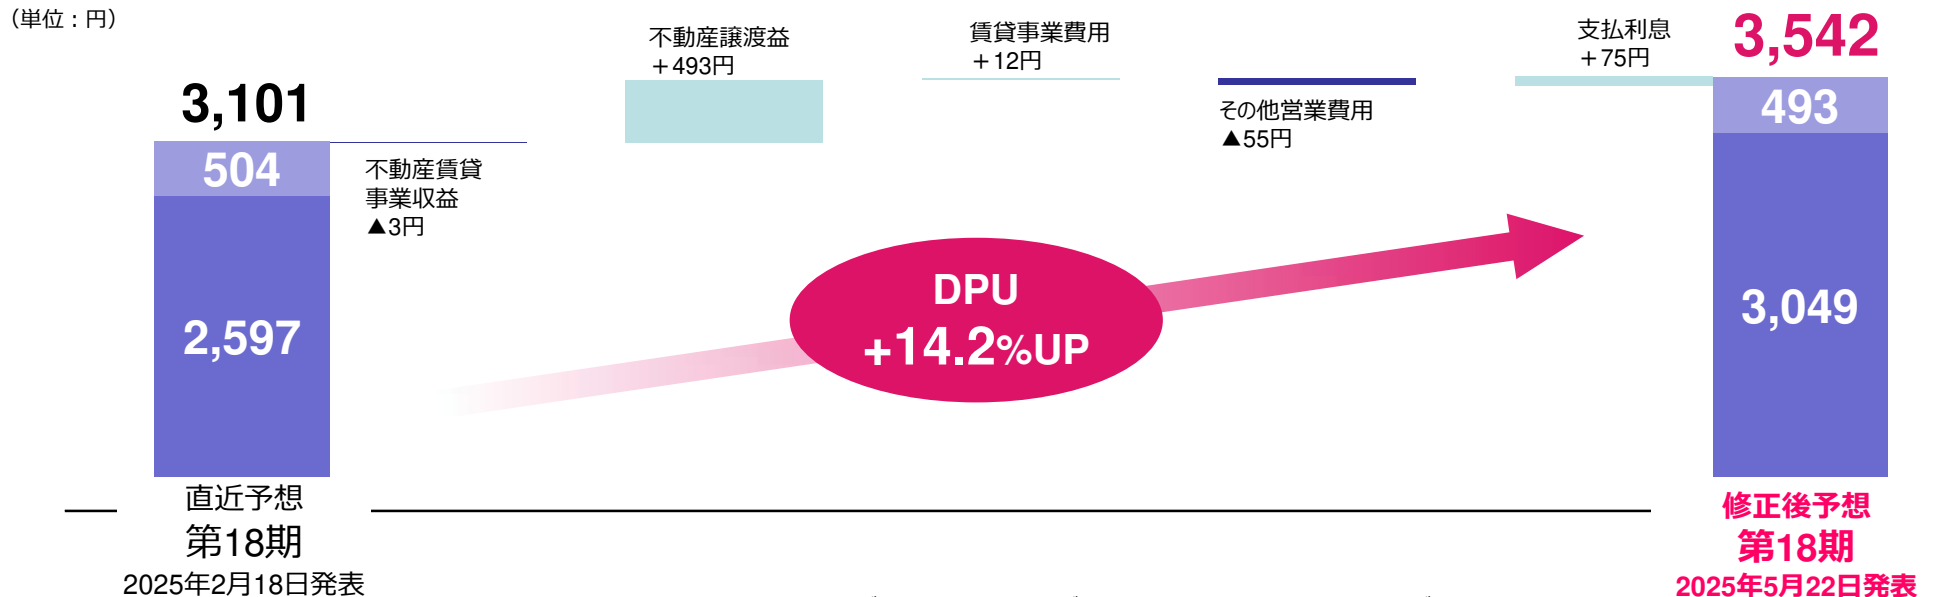 （単位：円）
3,101
504
2,597
直近予想
第18期
2025年2月18日発表
不動産賃貸
事業収益
▲3円
不動産譲渡益
＋493円
賃貸事業費用
＋12円
その他営業費用
▲55円
支払利息
＋75円
DPU
+14.2%UP
3,542
493
3,049
修正後予想
第18期
2025年5月22日発表